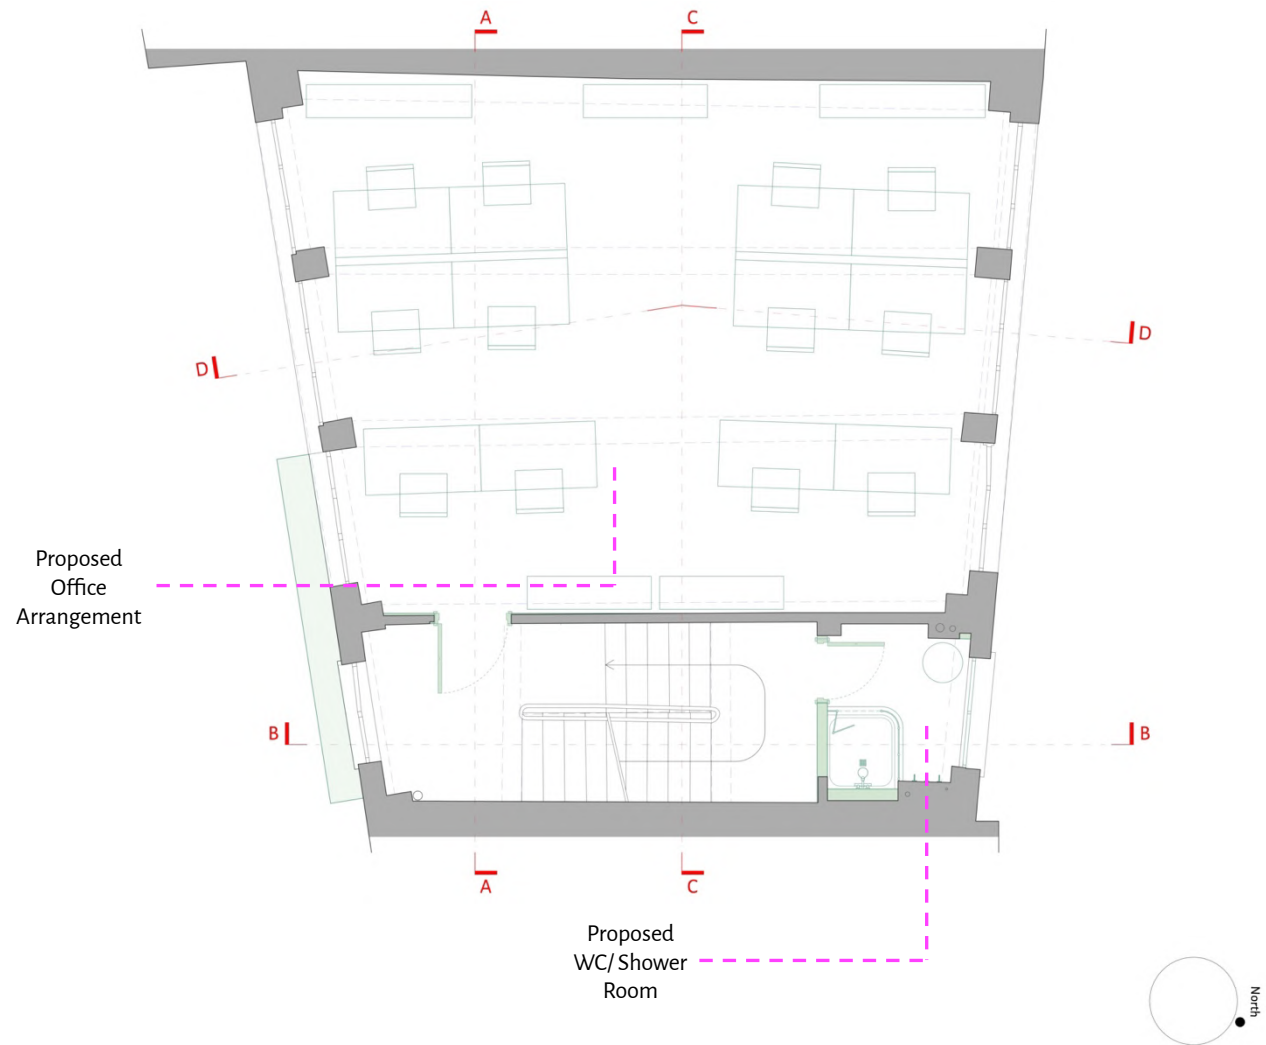 A
C
D
D
Proposed
Office
Arrangement
B
B
A
C
Proposed
WC/ Shower
Room
North